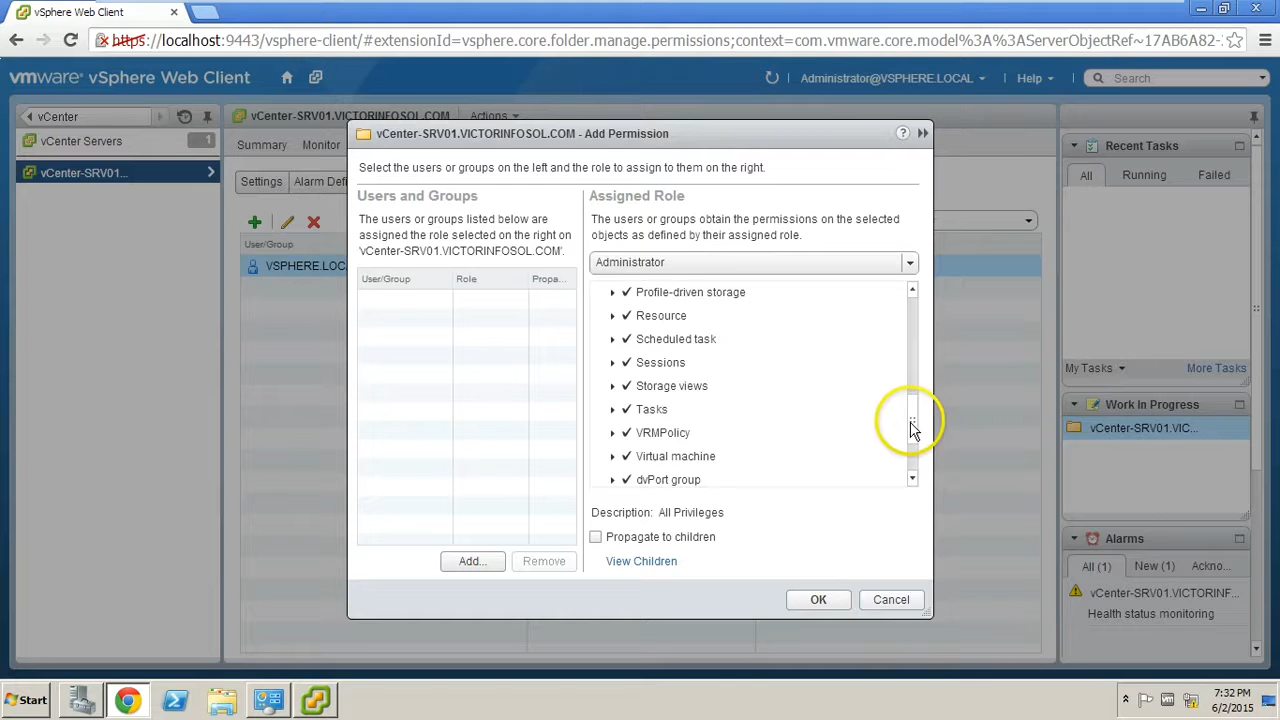 vSphere Web Client
https://localhost:9443/vsphere-client/#extensionId=vsphere.core.folder.manage.permissions;context=com.vmware.core.model%3A%3AServerObjectRef~17AB6A82-
vmware vSphere Web Client
Administrator@VSPHERE.LOCAL
Help
Search
vCenter
vCenter Servers
1
vCenter-SRV01...
vCenter-SRV01.VICTORINFOSOL.COM
Actions
Summary
Monitor
Settings
Alarm Defi
User/Group
VSPHERE.LOC
vCenter-SRV01.VICTORINFOSOL.COM - Add Permission
Select the users or groups on the left and the role to assign to them on the right.
Users and Groups
The users or groups listed below are
assigned the role selected on the right on
'vCenter-SRV01.VICTORINFOSOL.COM'.
User/Group
Role
Propa...
Add...
Remove
Assigned Role
The users or groups obtain the permissions on the selected
objects as defined by their assigned role.
Administrator
Profile-driven storage
Resource
Scheduled task
Sessions
Storage views
Tasks
VRMPolicy
Virtual machine
dvPort group
Description: All Privileges
Propagate to children
View Children
OK
Cancel
Recent Tasks
All
Running
Failed
My Tasks
More Tasks
Work In Progress
vCenter-SRV01.VIC...
Alarms
All (1)
New (1)
Ackno...
vCenter-SRV01.VICTORINF...
Health status monitoring
Start
7:32 PM
6/2/2015